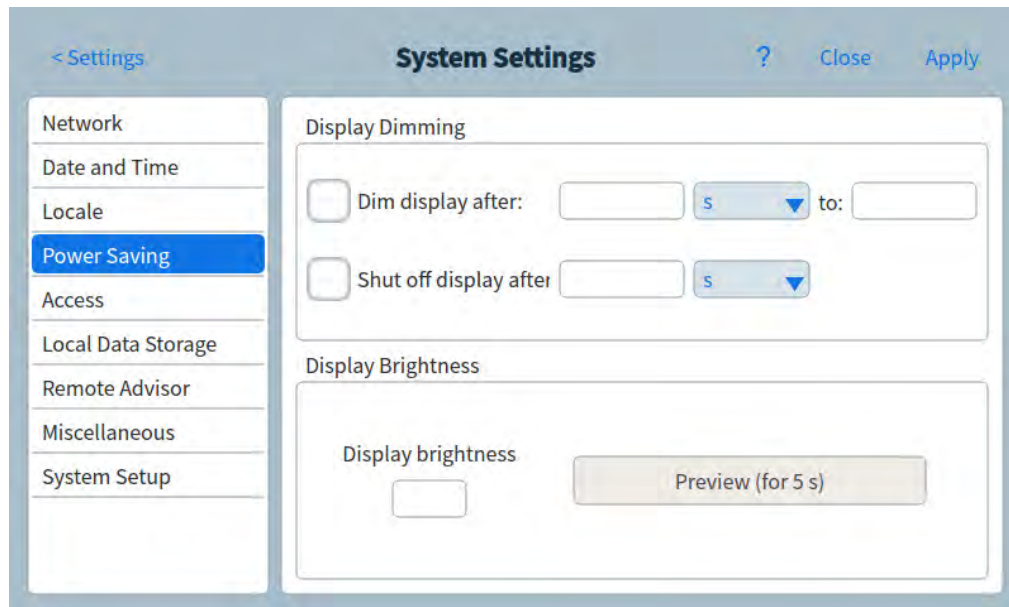 < Settings System Settings ? Close Apply
Network
Date and Time
Locale
Power Saving
Access
Local Data Storage
Remote Advisor
Miscellaneous
System Setup
Display Dimming
Dim display after: s to:
Shut off display after s
Display Brightness
Display brightness
Preview (for 5 s)